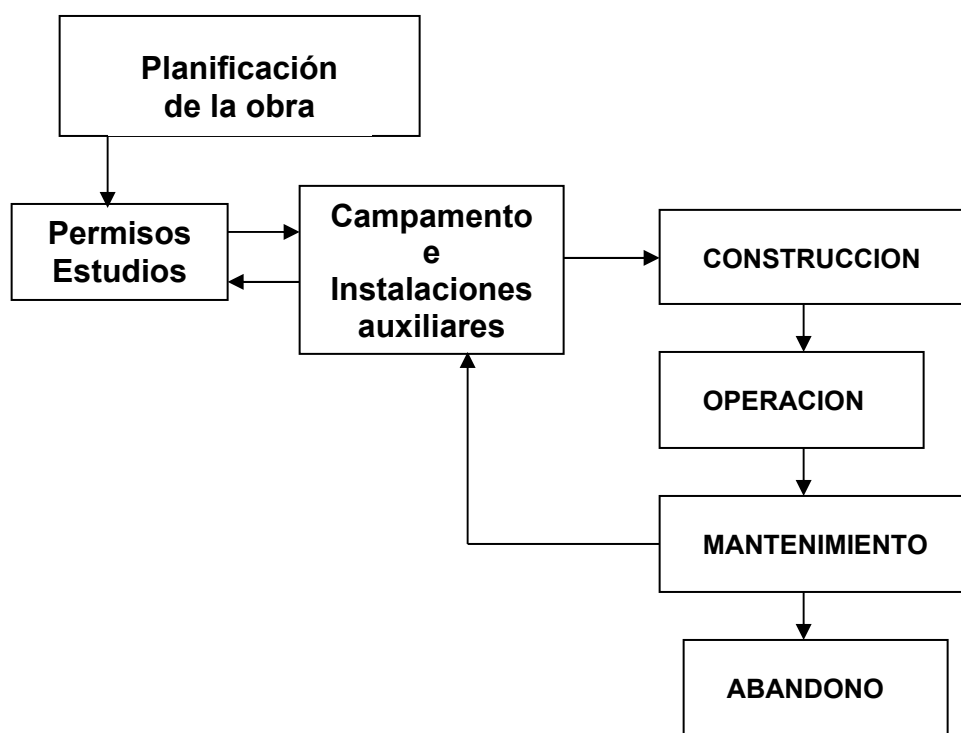 Planificación
de la obra
Permisos
Estudios
Campamento
e
Instalaciones
auxiliares
CONSTRUCCION
OPERACION
MANTENIMIENTO
ABANDONO